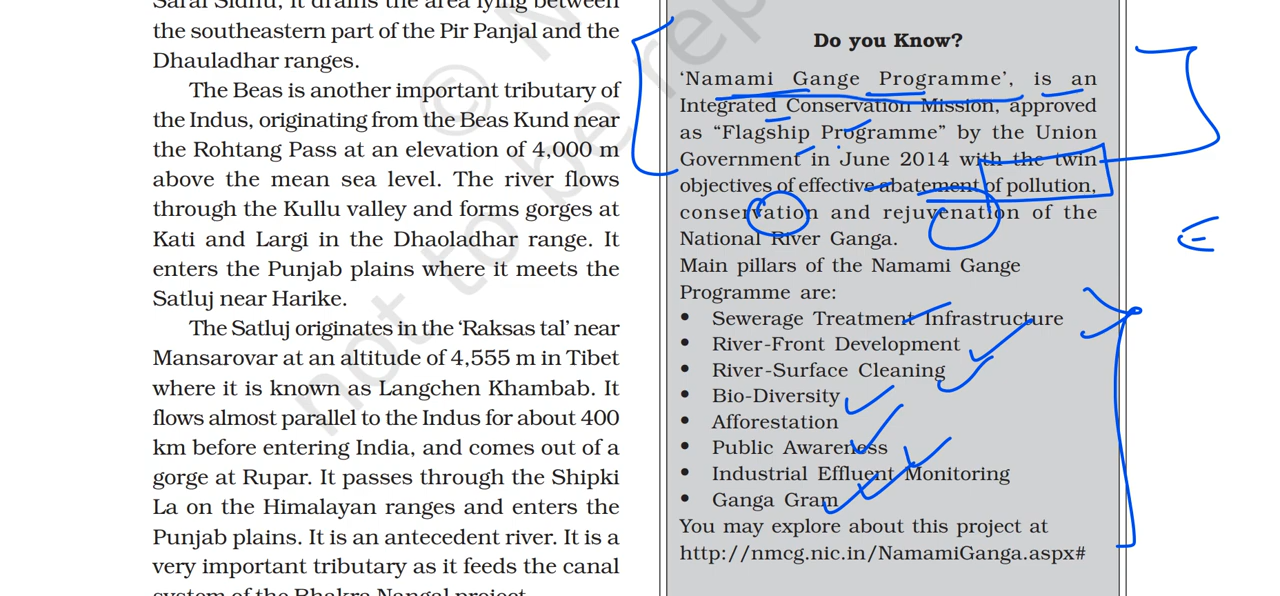 Sarai Sidhu, it drains the area lying between
the southeastern part of the Pir Panjal and the
Dhauladhar ranges.
The Beas is another important tributary of
the Indus, originating from the Beas Kund near
the Rohtang Pass at an elevation of 4,000 m
above the mean sea level. The river flows
through the Kullu valley and forms gorges at
Kati and Largi in the Dhaoladhar range. It
enters the Punjab plains where it meets the
Satluj near Harike.
The Satluj originates in the ‘Raksas tal’ near
Mansarovar at an altitude of 4,555 m in Tibet
where it is known as Langchen Khambab. It
flows almost parallel to the Indus for about 400
km before entering India, and comes out of a
gorge at Rupar. It passes through the Shipki
La on the Himalayan ranges and enters the
Punjab plains. It is an antecedent river. It is a
very important tributary as it feeds the canal
system of the Bhakra Nangal project.
Do you Know?
‘Namami Gange Programme’, is an
Integrated Conservation Mission, approved
as “Flagship Programme” by the Union
Government in June 2014 with the twin
objectives of effective abatement of pollution,
conservation and rejuvenation of the
National River Ganga.
Main pillars of the Namami Gange
Programme are:
• Sewerage Treatment Infrastructure
• River-Front Development
• River-Surface Cleaning
• Bio-Diversity
• Afforestation
• Public Awareness
• Industrial Effluent Monitoring
• Ganga Gram
You may explore about this project at
http://nmcg.nic.in/NamamiGanga.aspx#
© N
not to be rep